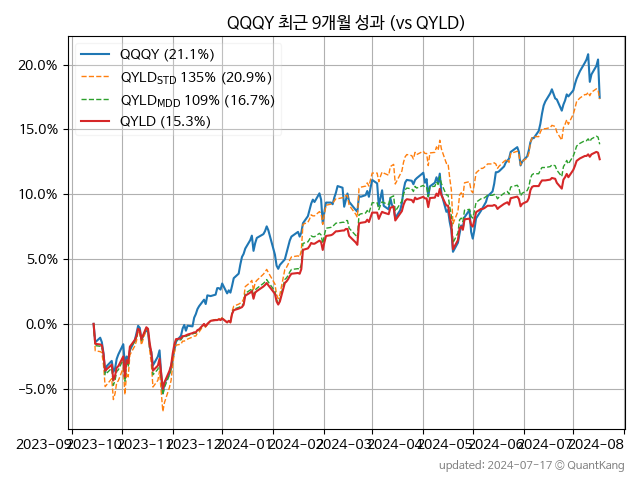 QQQY 최근 9개월 성과 (vs QYLD)
QQQY (21.1%)
QYLD_STD 135% (20.9%)
QYLD_MDD 109% (16.7%)
QYLD (15.3%)
20.0%
15.0%
10.0%
5.0%
0.0%
−5.0%
2023-09 2023-10 2023-11 2023-12 2024-01 2024-02 2024-03 2024-04 2024-05 2024-06 2024-07 2024-08
updated: 2024-07-17 © QuantKang